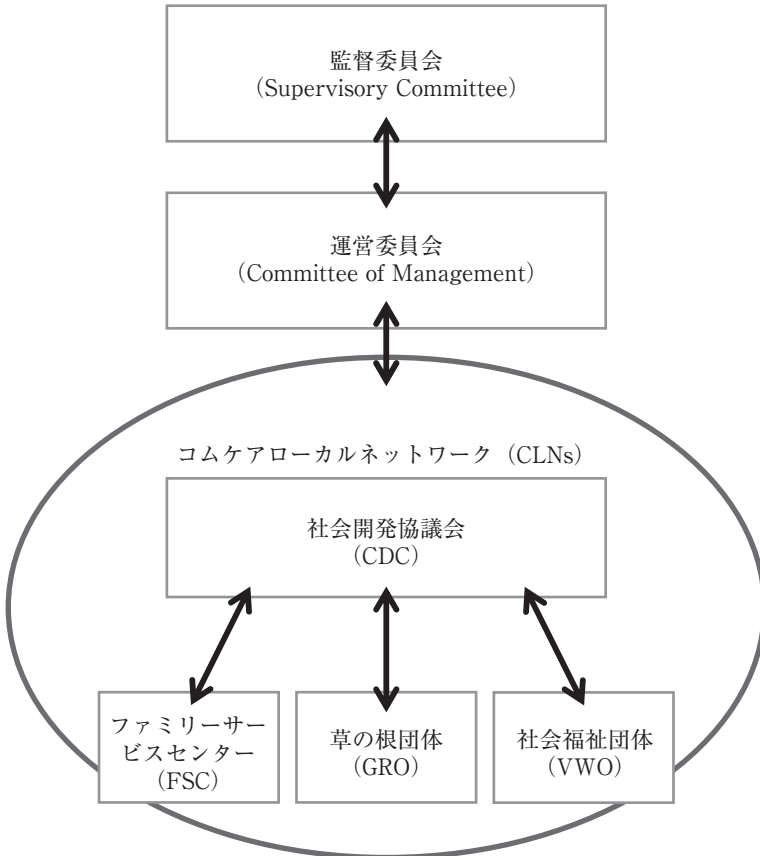 監督委員会
（Supervisory Committee）
運営委員会
（Committee of Management）
コムケアローカルネットワーク（CLNs）
社会開発協議会
（CDC）
ファミリーサー
ビスセンター
（FSC）
草の根団体
（GRO）
社会福祉団体
（VWO）